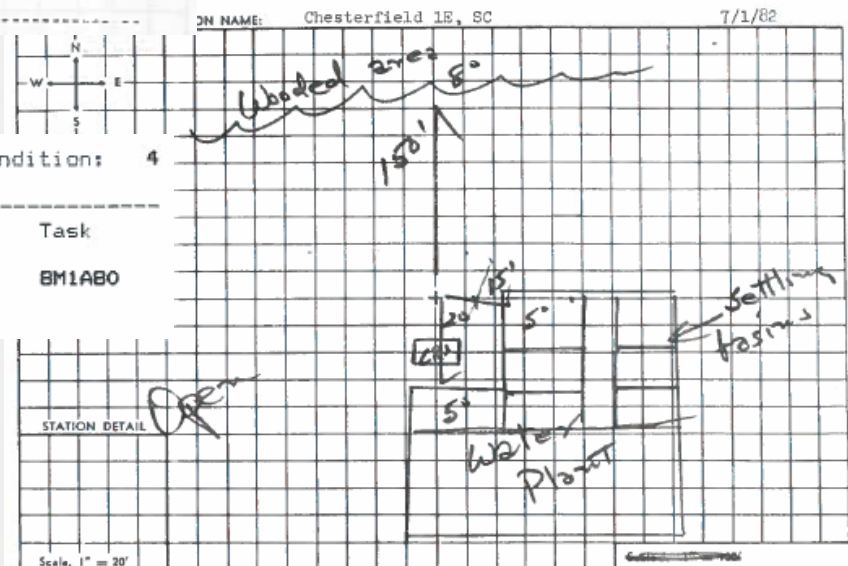 ON NAME: Chesterfield 1E, SC 7/1/82
N
W E
S
Wooded area 8°
150'
ndition: 4
Task
BM1AB0
15'
20'
5°
Settling
basins
CRS
5°
Open
STATION DETAIL
Water
Plant
Scale, 1" = 20'